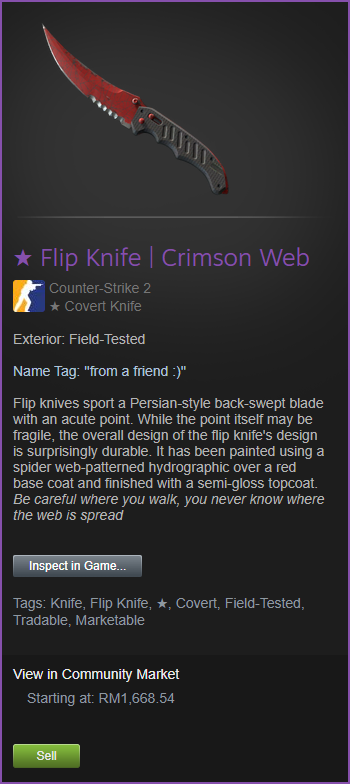 ★ Flip Knife | Crimson Web
Counter-Strike 2
★ Covert Knife
Exterior: Field-Tested
Name Tag: "from a friend :)"
Flip knives sport a Persian-style back-swept blade
with an acute point. While the point itself may be
fragile, the overall design of the flip knife's design
is surprisingly durable. It has been painted using a
spider web-patterned hydrographic over a red
base coat and finished with a semi-gloss topcoat.
Be careful where you walk, you never know where
the web is spread
Inspect in Game...
Tags: Knife, Flip Knife, ★, Covert, Field-Tested,
Tradable, Marketable
View in Community Market
Starting at: RM1,668.54
Sell